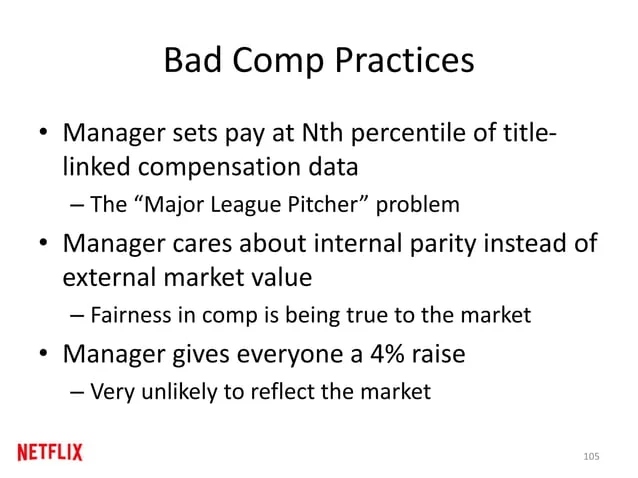 Bad Comp Practices
• Manager sets pay at Nth percentile of title-
linked compensation data
– The “Major League Pitcher” problem
• Manager cares about internal parity instead of
external market value
– Fairness in comp is being true to the market
• Manager gives everyone a 4% raise
– Very unlikely to reflect the market
NETFLIX
105